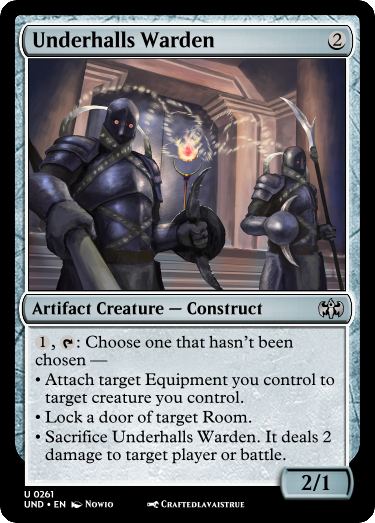 Underhalls Warden 2
Artifact Creature — Construct
1, : Choose one that hasn't been
chosen —
• Attach target Equipment you control to
target creature you control.
• Lock a door of target Room.
• Sacrifice Underhalls Warden. It deals 2
damage to target player or battle.
2/1
U 0261
UND • EN Nowio Craftedlavaistrue